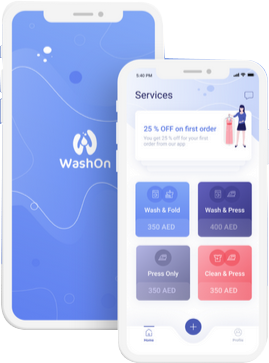 WashOn
5:40 PM
Services
25 % OFF on first order
You get 25 % off for your first
order from our app
Wash & Fold
350 AED
Wash & Press
400 AED
Press Only
350 AED
Clean & Press
350 AED
Home
Profile